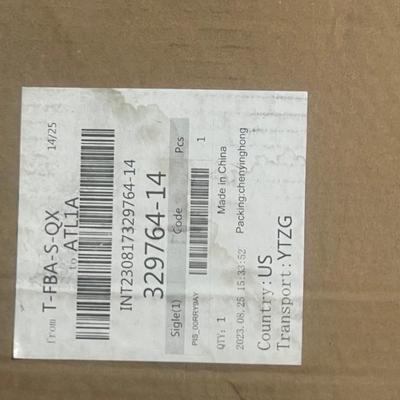 from T-FBA-S-QX 14/25
to ATL1A
INT230817329764-14
329764-14
Sigle(1) Code Pcs
1
PIS_00RRY9AY
QTY: 1 Made in China
2023.08.25 15:33:52 Packing:chenyinghong
Country:US
Transport:YTZG